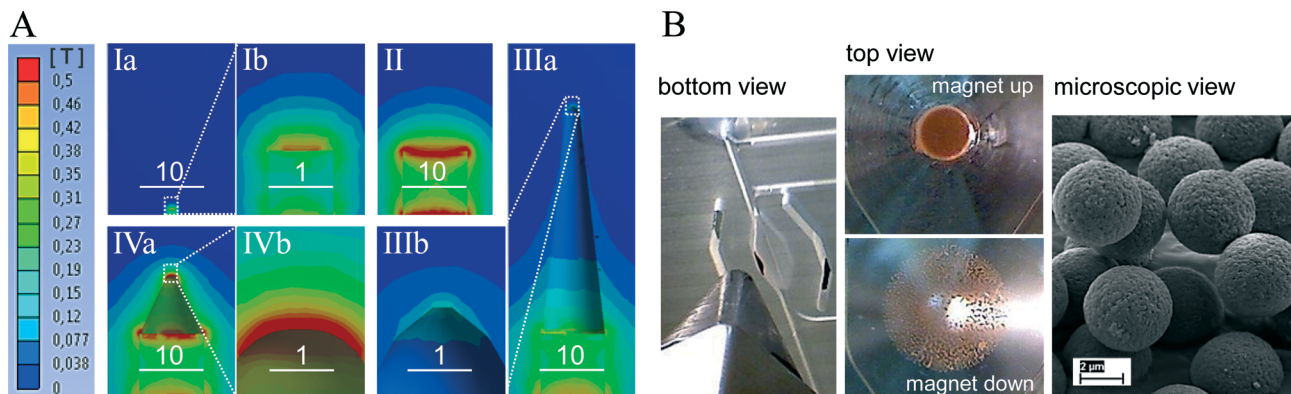 A
[T]
0,5
0,46
0,42
0,38
0,35
0,31
0,27
0,23
0,19
0,15
0,12
0,077
0,038
0
Ia
10
Ib
1
II
10
IIIa
10
IVa
10
IVb
1
IIIb
1
B
bottom view
top view
magnet up
magnet down
microscopic view
2 µm